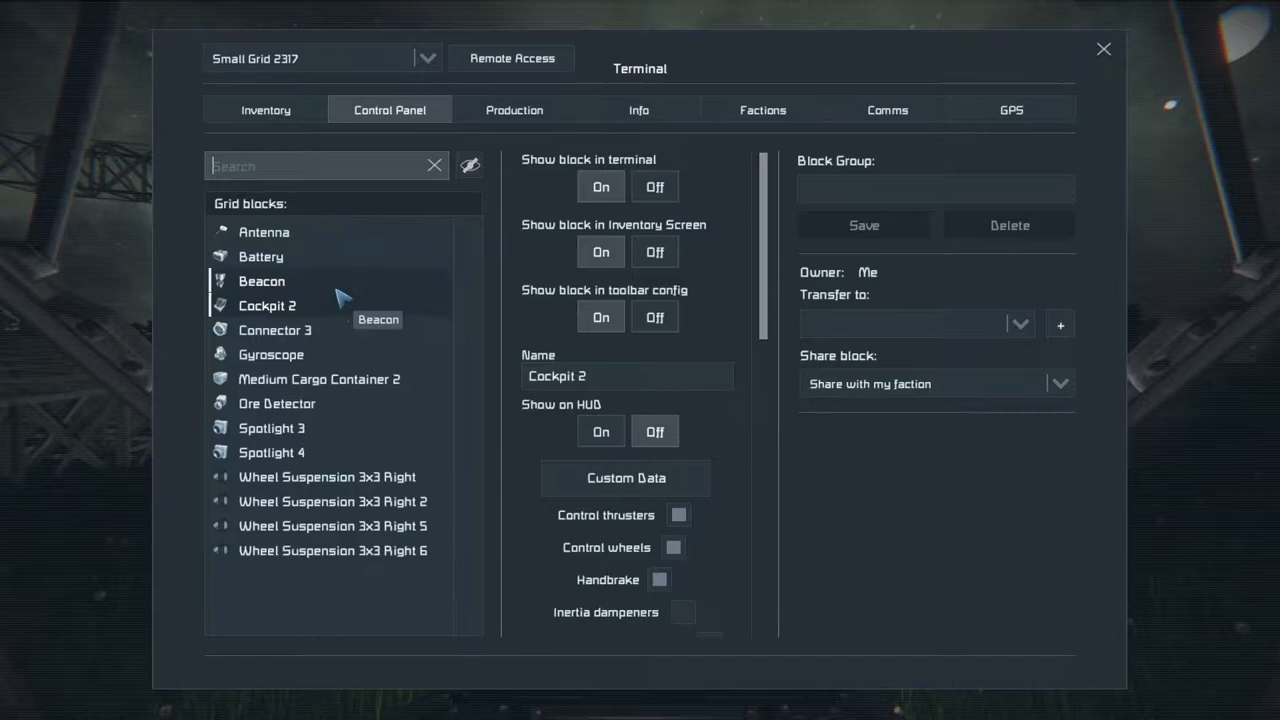 Small Grid 2317
Remote Access
Terminal
Inventory
Control Panel
Production
Info
Factions
Comms
GPS
Search
Grid blocks:
Antenna
Battery
Beacon
Cockpit 2
Connector 3
Gyroscope
Medium Cargo Container 2
Ore Detector
Spotlight 3
Spotlight 4
Wheel Suspension 3x3 Right
Wheel Suspension 3x3 Right 2
Wheel Suspension 3x3 Right 5
Wheel Suspension 3x3 Right 6
Beacon
Show block in terminal
On Off
Show block in Inventory Screen
On Off
Show block in toolbar config
On Off
Name
Cockpit 2
Show on HUD
On Off
Custom Data
Control thrusters
Control wheels
Handbrake
Inertia dampeners
Block Group:
Save Delete
Owner: Me
Transfer to:
+
Share block:
Share with my faction